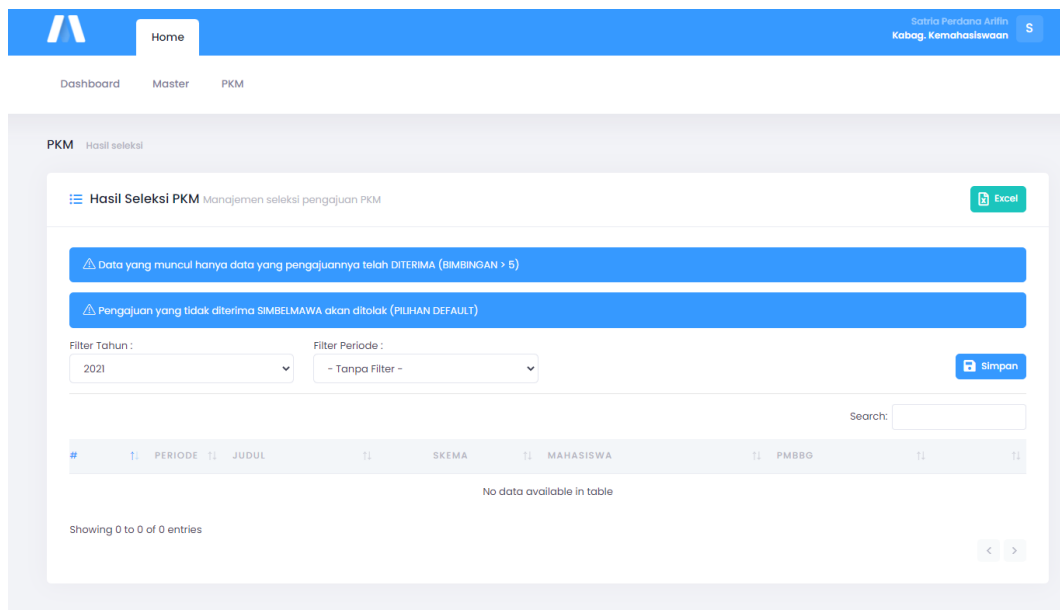 Home
Satria Perdana Arifin
Kabag. Kemahasiswaan
S
Dashboard Master PKM
PKM Hasil seleksi
Hasil Seleksi PKM Manajemen seleksi pengajuan PKM
Excel
Data yang muncul hanya data yang pengajuannya telah DITERIMA (BIMBINGAN > 5)
Pengajuan yang tidak diterima SIMBELMAWA akan ditolak (PILIHAN DEFAULT)
Filter Tahun : Filter Periode :
2021 - Tanpa Filter - Simpan
Search:
# PERIODE JUDUL SKEMA MAHASISWA PMBBG
No data available in table
Showing 0 to 0 of 0 entries
< >